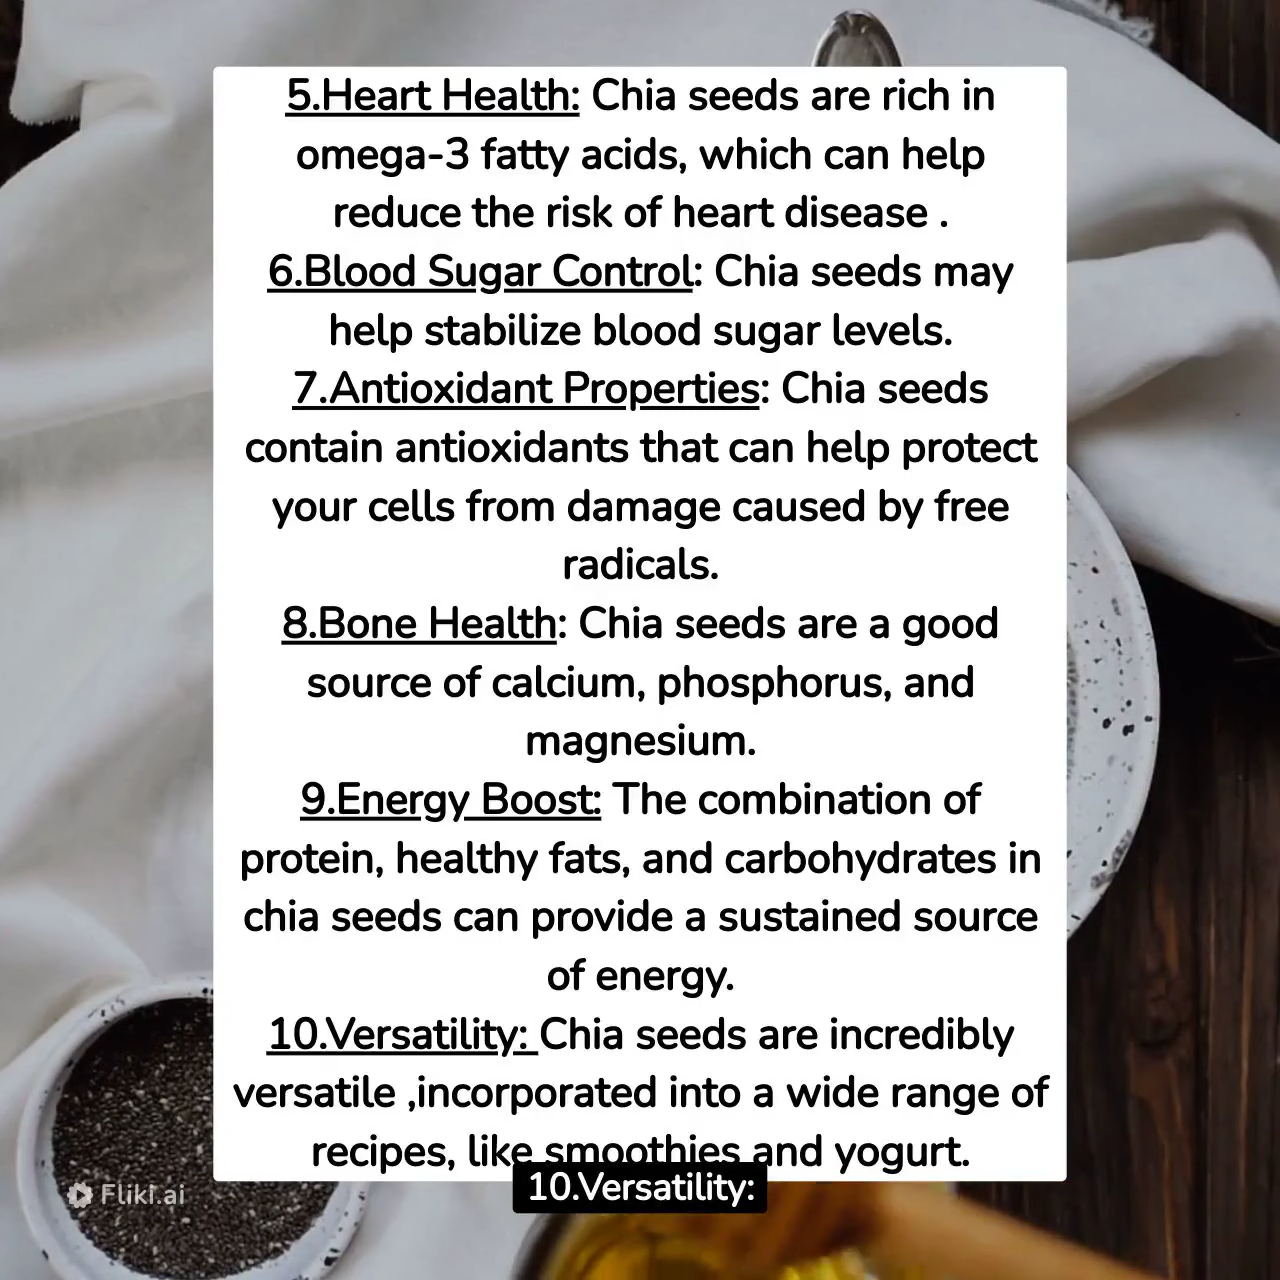 5.Heart Health: Chia seeds are rich in
omega-3 fatty acids, which can help
reduce the risk of heart disease .
6.Blood Sugar Control: Chia seeds may
help stabilize blood sugar levels.
7.Antioxidant Properties: Chia seeds
contain antioxidants that can help protect
your cells from damage caused by free
radicals.
8.Bone Health: Chia seeds are a good
source of calcium, phosphorus, and
magnesium.
9.Energy Boost: The combination of
protein, healthy fats, and carbohydrates in
chia seeds can provide a sustained source
of energy.
10.Versatility: Chia seeds are incredibly
versatile ,incorporated into a wide range of
recipes, like smoothies and yogurt.
10.Versatility:
Fliki.ai